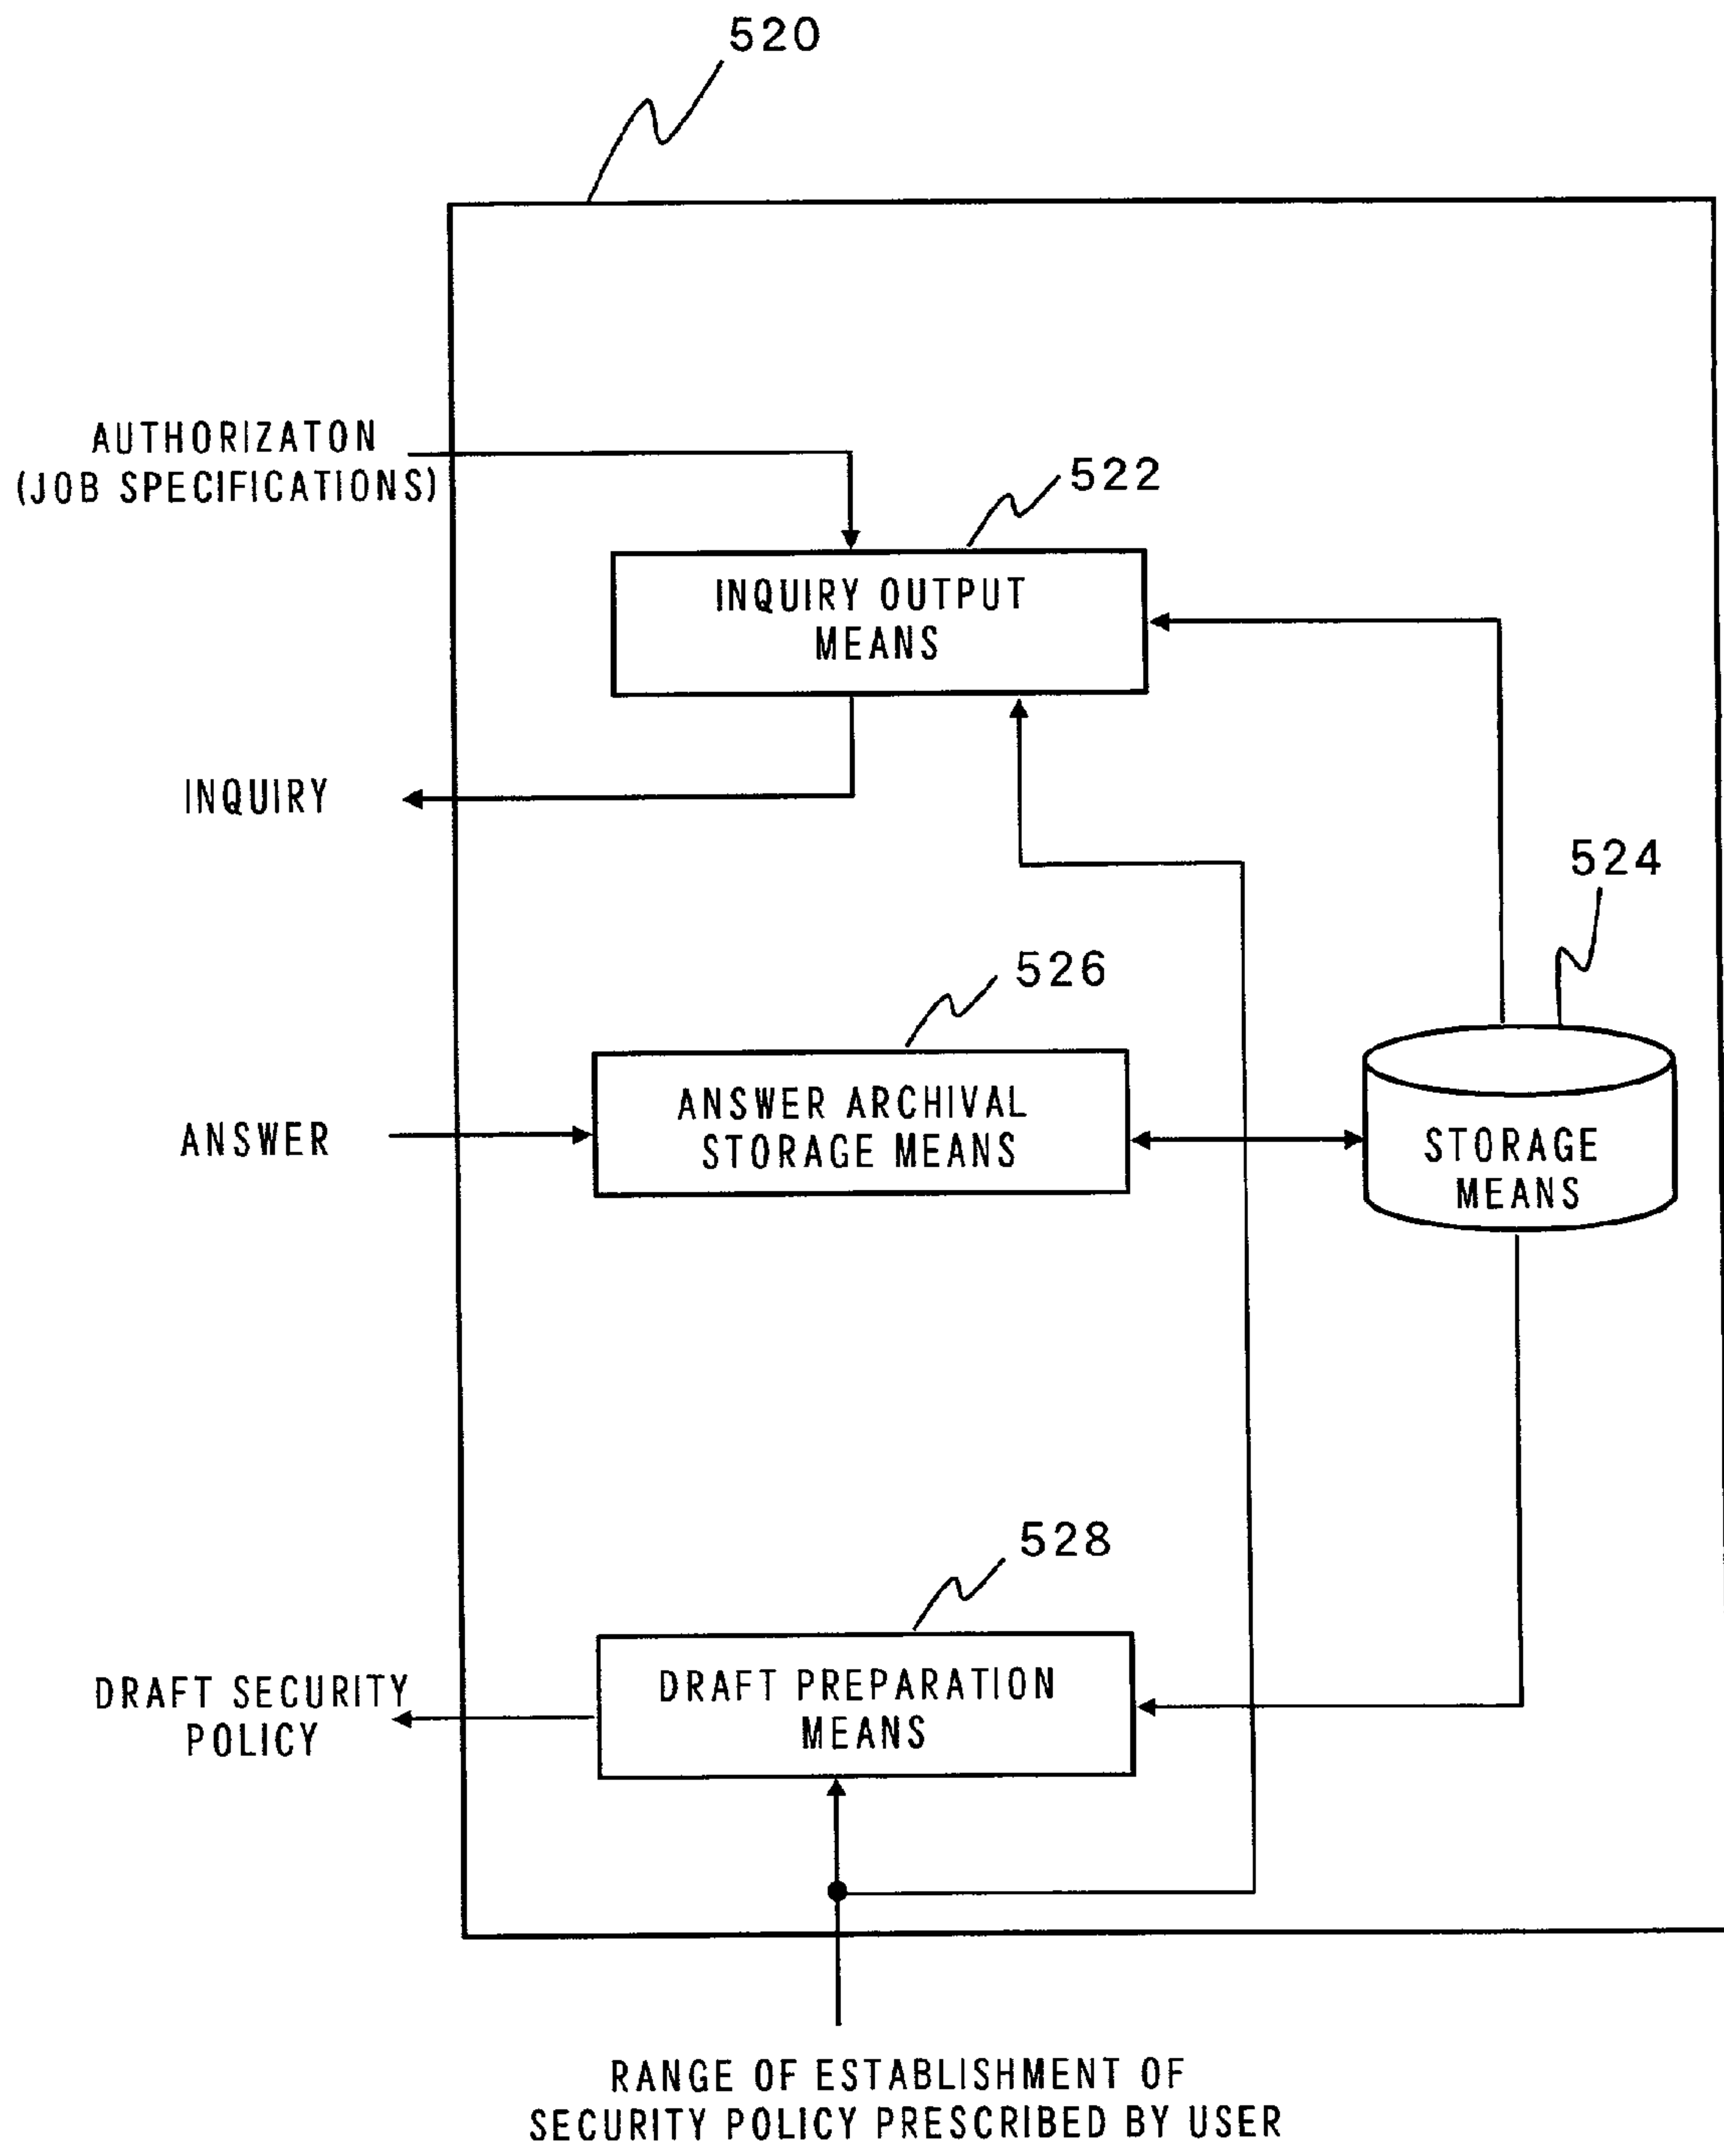 520
AUTHORIZATON
(JOB SPECIFICATIONS)
522
INQUIRY OUTPUT
MEANS
INQUIRY
524
526
ANSWER ARCHIVAL
STORAGE MEANS
ANSWER
STORAGE
MEANS
528
DRAFT PREPARATION
MEANS
DRAFT SECURITY
POLICY
RANGE OF ESTABLISHMENT OF
SECURITY POLICY PRESCRIBED BY USER